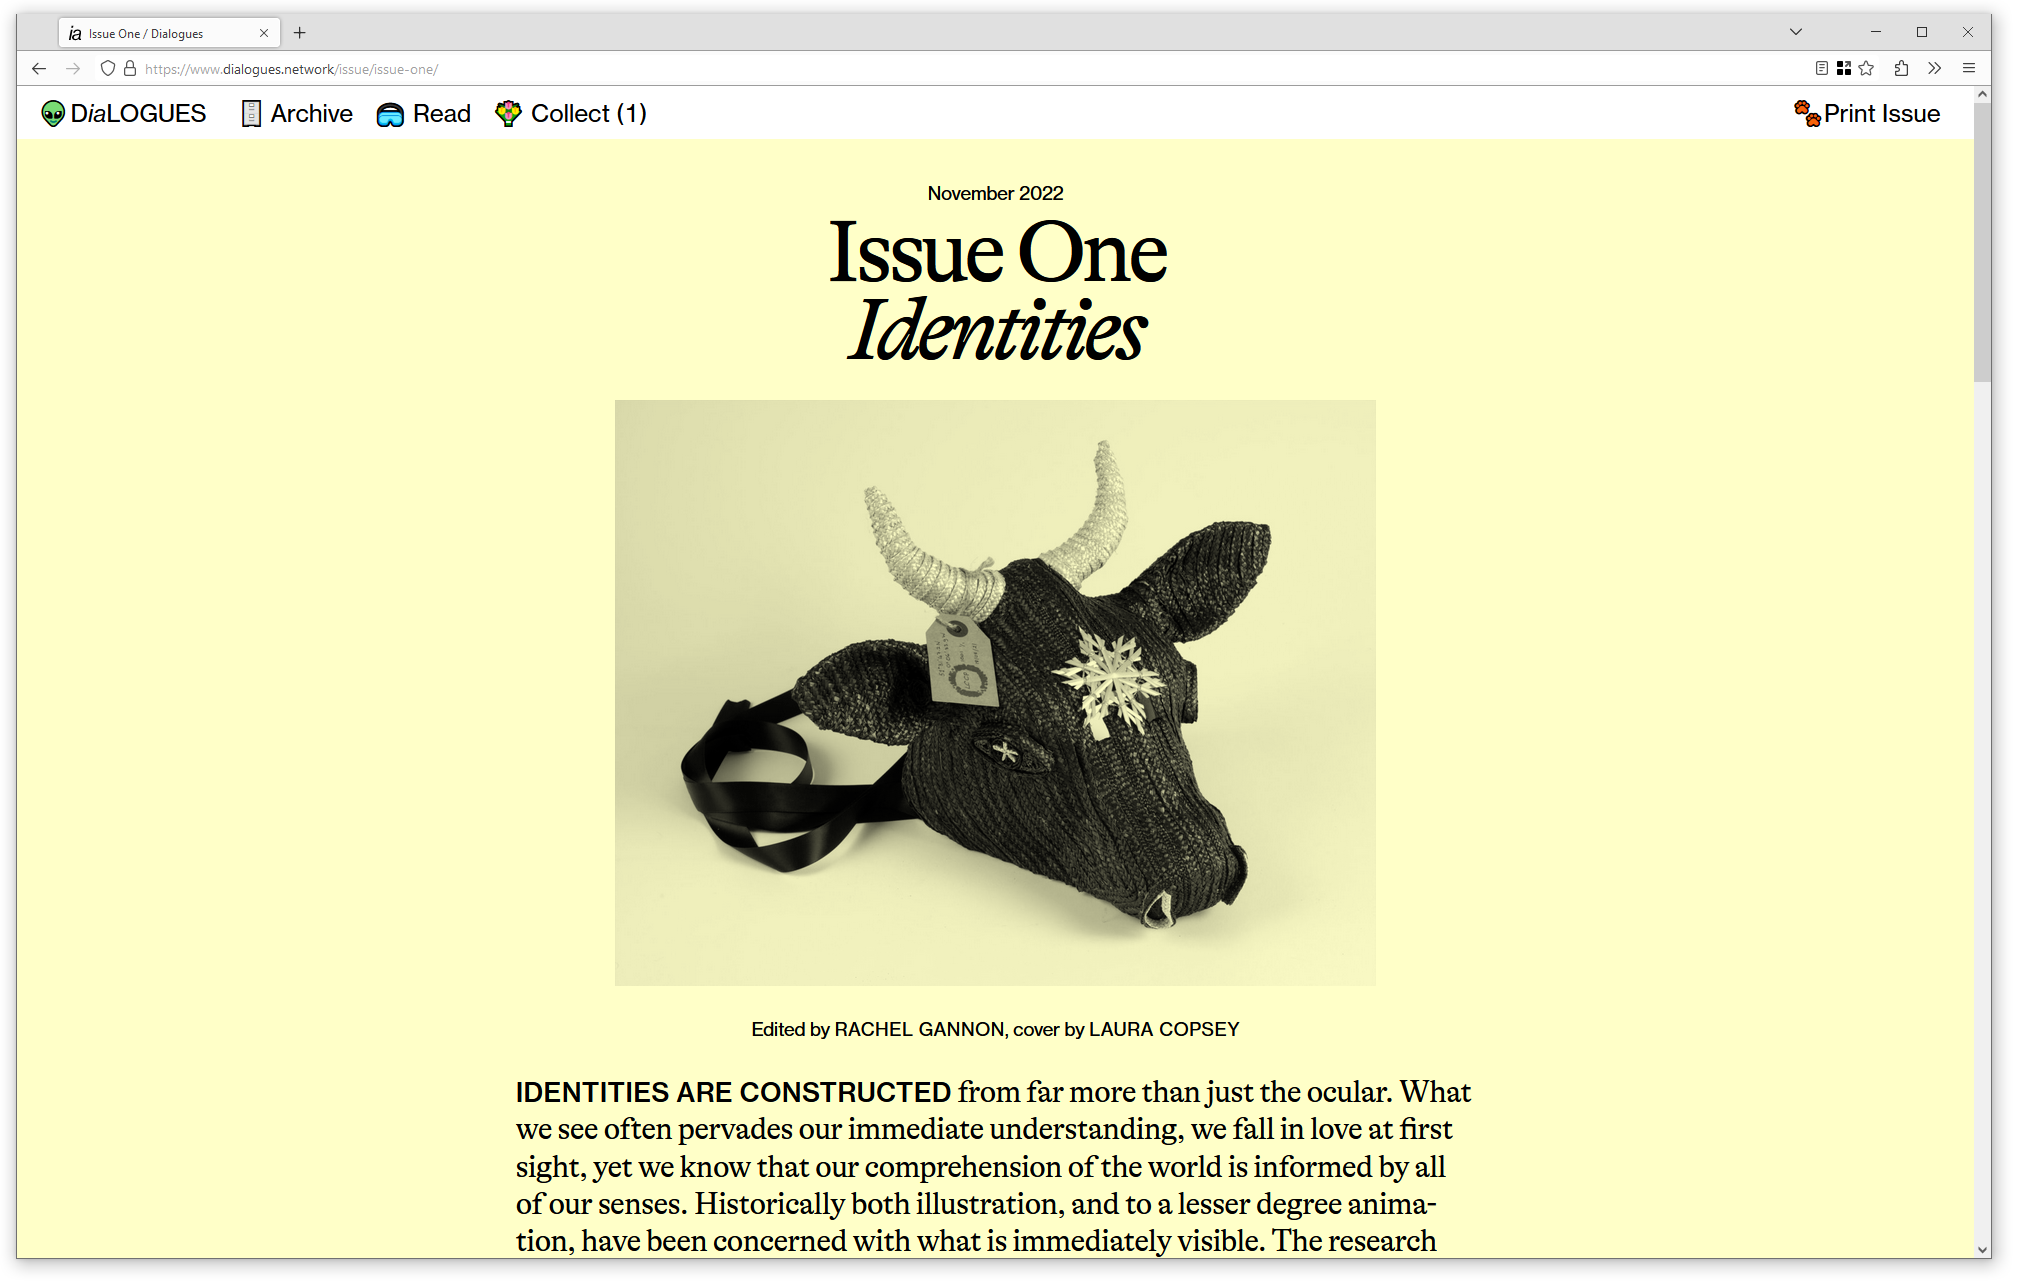 ia Issue One / Dialogues
https://www.dialogues.network/issue/issue-one/
DiaLOGUES Archive Read Collect (1) Print Issue
November 2022
Issue One
Identities
Edited by RACHEL GANNON, cover by LAURA COPSEY
IDENTITIES ARE CONSTRUCTED from far more than just the ocular. What
we see often pervades our immediate understanding, we fall in love at first
sight, yet we know that our comprehension of the world is informed by all
of our senses. Historically both illustration, and to a lesser degree anima-
tion, have been concerned with what is immediately visible. The research